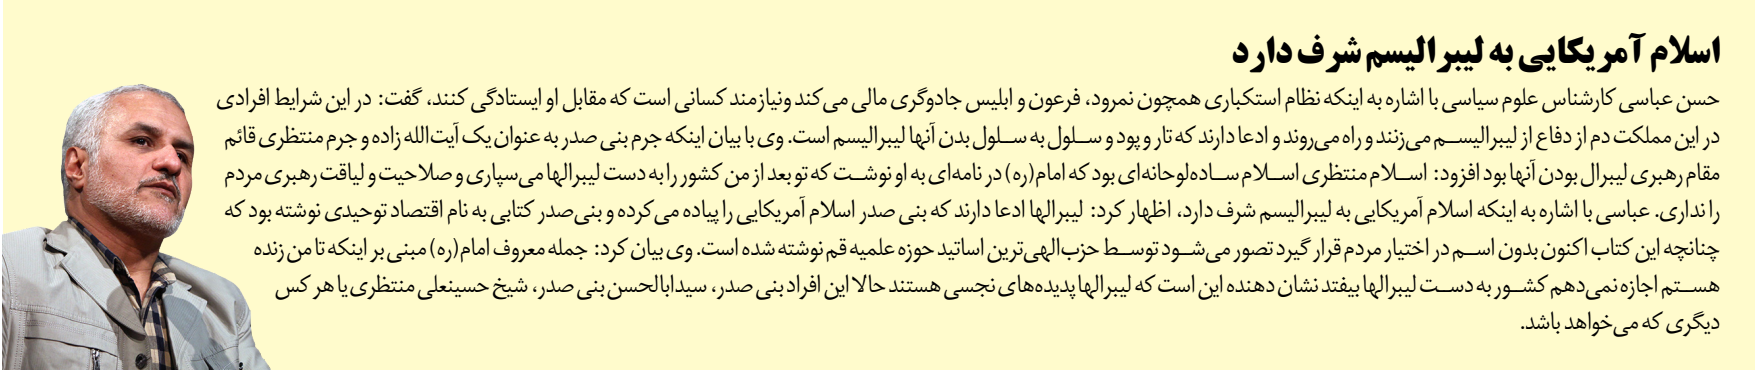 اسلام آمریکایی به لیبرالیسم شرف دارد
حسن عباسی کارشناس علوم سیاسی با اشاره به اینکه نظام استکباری همچون نمرود، فرعون و ابلیس جادوگری مالی می‌کند ونیازمند کسانی است که مقابل او ایستادگی کنند، گفت: در این شرایط افرادی
در این مملکت دم از دفاع از لیبرالیسم می‌زنند و راه می‌روند و ادعا دارند که تار و پود و سلول به سلول بدن آنها لیبرالیسم است. وی با بیان اینکه جرم بنی صدر به عنوان یک آیت‌الله زاده و جرم منتظری قائم
مقام رهبری لیبرال بودن آنها بود افزود: اسلام منتظری اسلام ساده‌لوحانه‌ای بود که امام(ره) در نامه‌ای به او نوشت که تو بعد از من کشور را به دست لیبرالها می‌سپاری و صلاحیت و لیاقت رهبری مردم
را نداری. عباسی با اشاره به اینکه اسلام آمریکایی به لیبرالیسم شرف دارد، اظهار کرد: لیبرالها ادعا دارند که بنی صدر اسلام آمریکایی را پیاده می‌کرده و بنی‌صدر کتابی به نام اقتصاد توحیدی نوشته بود که
چنانچه این کتاب اکنون بدون اسم در اختیار مردم قرار گیرد تصور می‌شود توسط حزب‌الهی‌ترین اساتید حوزه علمیه قم نوشته شده است. وی بیان کرد: جمله معروف امام(ره) مبنی بر اینکه تا من زنده
هستم اجازه نمی‌دهم کشور به دست لیبرالها بیفتد نشان دهنده این است که لیبرالها پدیده‌های نجسی هستند حالا این افراد بنی صدر، سیدابالحسن بنی صدر، شیخ حسینعلی منتظری یا هر کس
دیگری که می‌خواهد باشد.